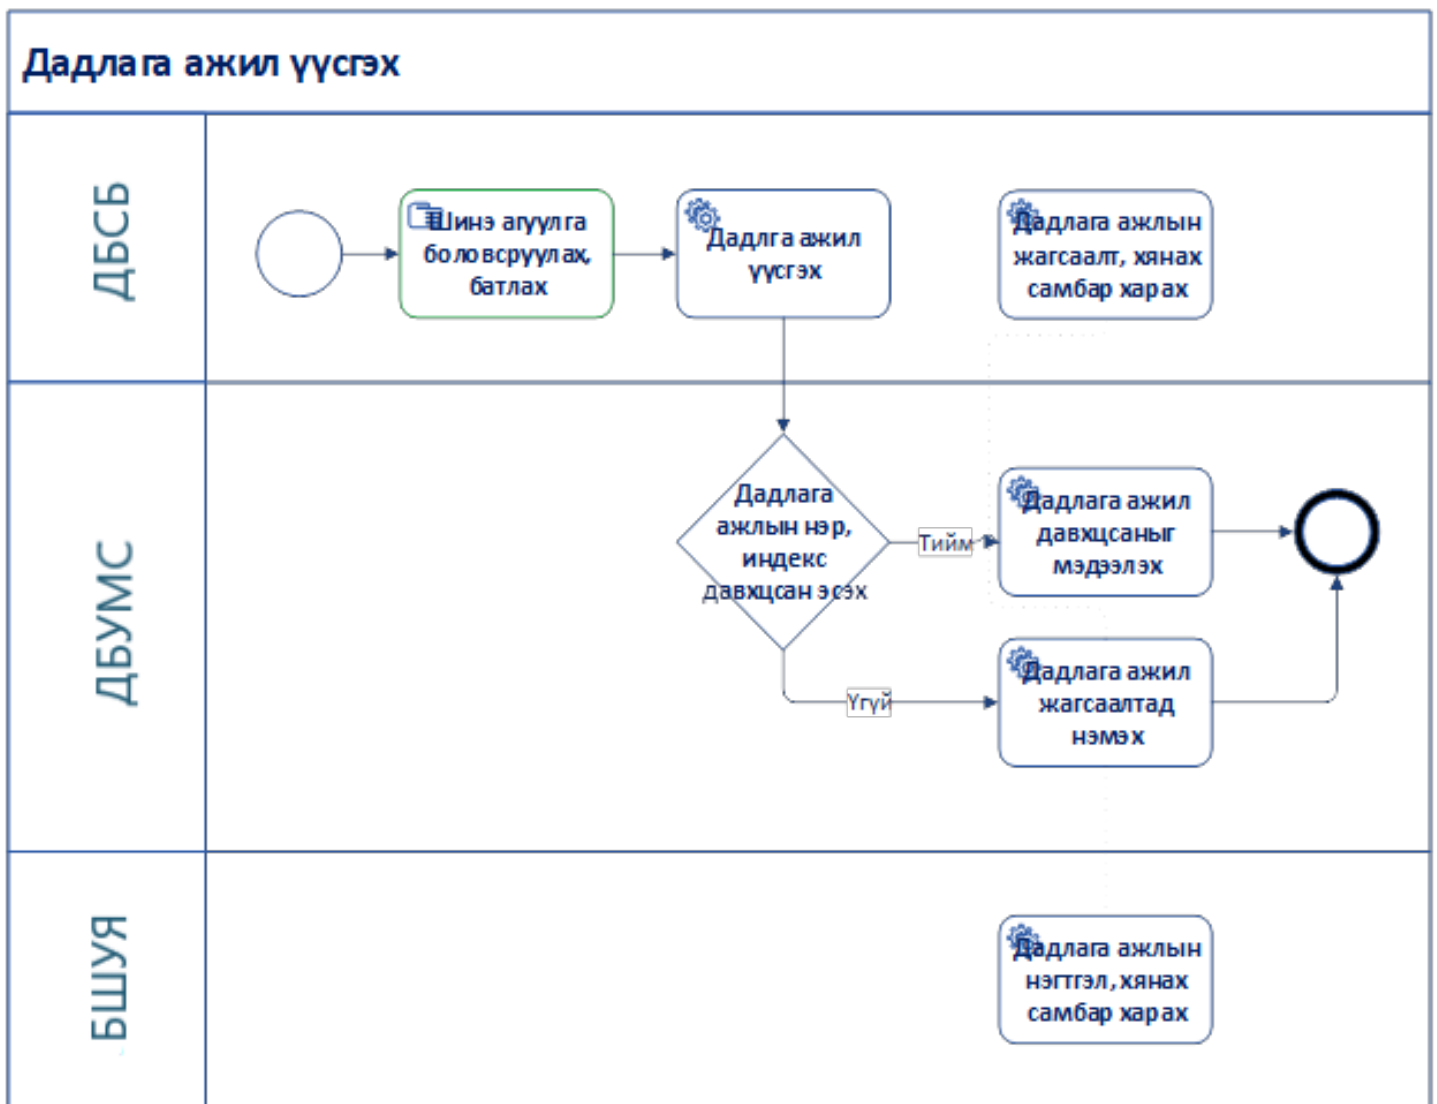 Дадлага ажил үүсгэх
ДБСБ
Шинэ агуулга
боловсруулах,
батлах
Дадлга ажил
үүсгэх
Дадлага ажлын
жагсаалт, хянах
самбар харах
ДБУМС
Дадлага
ажлын нэр,
индекс
давхцсан эсэх
Тийм
Дадлага ажил
давхцсаныг
мэдээлэх
Үгүй
Дадлага ажил
жагсаалтад
нэмэх
БШУЯ
Дадлага ажлын
нэгтгэл, хянах
самбар харах